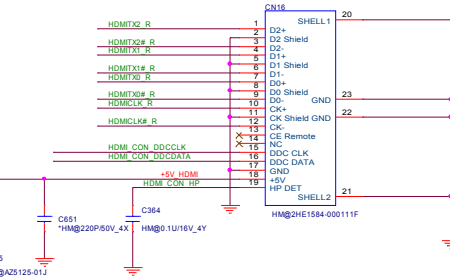 CN16
HDMITX2_R 1 D2+ SHELL1 20
2 D2 Shield
HDMITX2#_R 3 D2-
HDMITX1_R 4 D1+
5 D1 Shield
HDMITX1#_R 6 D1-
HDMITX0_R 7 D0+
8 D0 Shield
HDMITX0#_R 9 D0- GND 23
HDMICLK_R 10 CK+
11 CK Shield GND 22
HDMICLK#_R 12 CK-
13 CE Remote
14 NC
HDMI_CON_DDCCLK 15 DDC CLK
HDMI_CON_DDCDATA 16 DDC DATA
17 GND
+5V_HDMI 18 +5V
HDMI_CON_HP 19 HP DET
SHELL2 21
HM@2HE1584-000111F
C651
*HM@220P/50V_4X
C364
HM@0.1U/16V_4Y
@AZ5125-01J